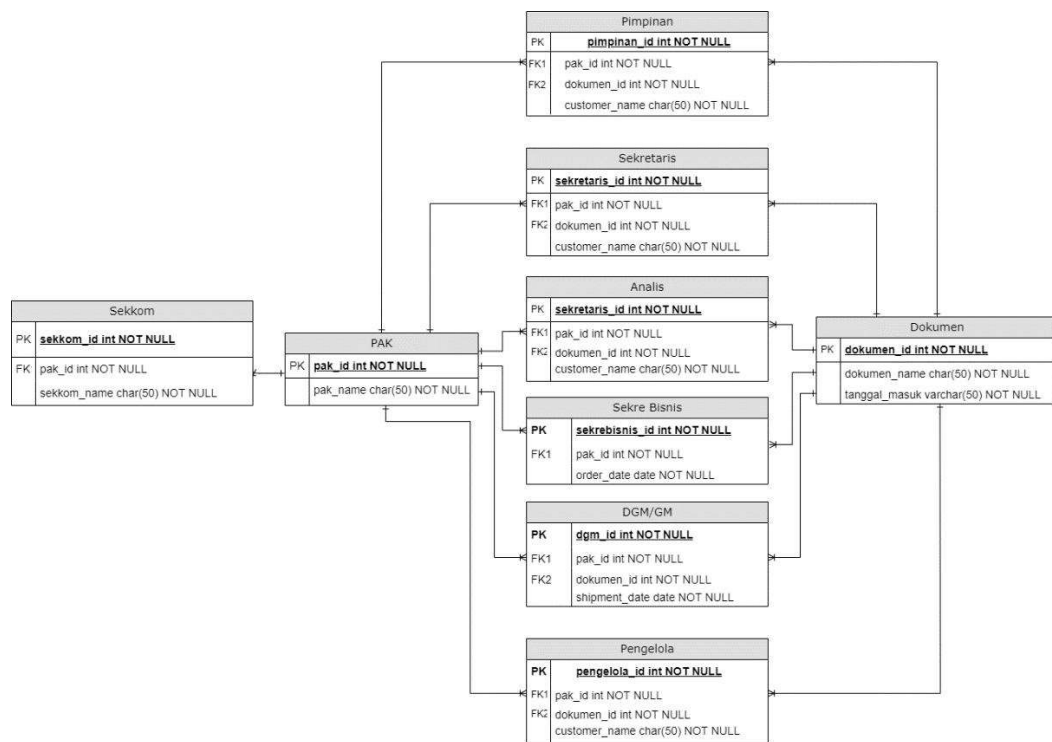 Pimpinan
PK pimpinan_id int NOT NULL
FK1 pak_id int NOT NULL
FK2 dokumen_id int NOT NULL
customer_name char(50) NOT NULL
Sekretaris
PK sekretaris_id int NOT NULL
FK1 pak_id int NOT NULL
FK2 dokumen_id int NOT NULL
customer_name char(50) NOT NULL
Sekkom
PK sekkom_id int NOT NULL
FK pak_id int NOT NULL
sekkom_name char(50) NOT NULL
PAK
PK pak_id int NOT NULL
pak_name char(50) NOT NULL
Analis
PK sekretaris_id int NOT NULL
FK1 pak_id int NOT NULL
FK2 dokumen_id int NOT NULL
customer_name char(50) NOT NULL
Dokumen
PK dokumen_id int NOT NULL
dokumen_name char(50) NOT NULL
tanggal_masuk varchar(50) NOT NULL
Sekre Bisnis
PK sekrebisnis_id int NOT NULL
FK1 pak_id int NOT NULL
order_date date NOT NULL
DGM/GM
PK dgm_id int NOT NULL
FK1 pak_id int NOT NULL
FK2 dokumen_id int NOT NULL
shipment_date date NOT NULL
Pengelola
PK pengelola_id int NOT NULL
FK1 pak_id int NOT NULL
FK2 dokumen_id int NOT NULL
customer_name char(50) NOT NULL